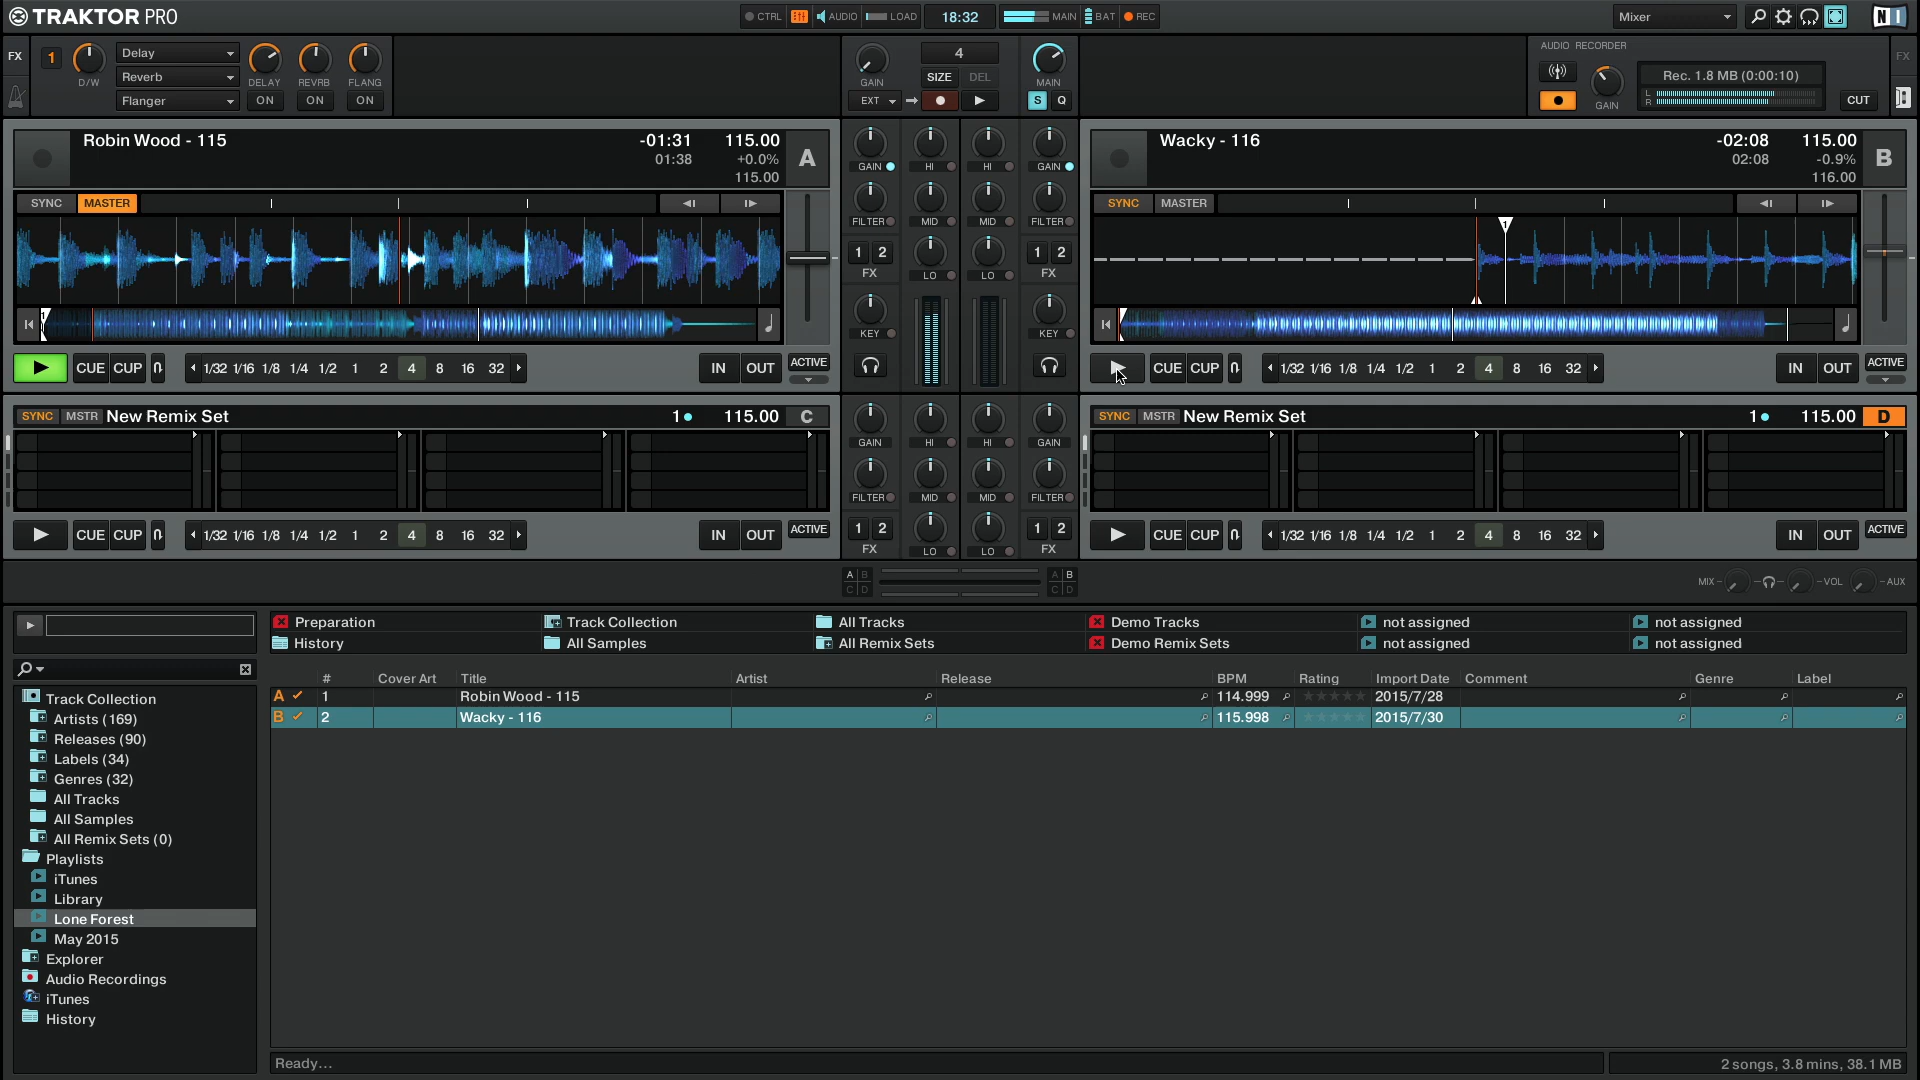 TRAKTOR PRO
CTRL AUDIO LOAD 18:32 MAIN BAT REC Mixer
FX 1 D/W Delay Reverb Flanger DELAY REVRB FLANG
ON ON ON
GAIN 4 SIZE DEL MAIN
EXT S Q
AUDIO RECORDER
GAIN Rec. 1.8 MB (0:00:10) L R CUT FX
Robin Wood - 115 -01:31 115.00 A
01:38 +0.0%
115.00
SYNC MASTER
CUE CUP 1/32 1/16 1/8 1/4 1/2 1 2 4 8 16 32 IN OUT ACTIVE
GAIN HI HI GAIN
FILTER MID MID FILTER
1 2 FX LO LO 1 2 FX
KEY KEY
Wacky - 116 -02:08 115.00 B
02:08 -0.9%
116.00
SYNC MASTER
1
CUE CUP 1/32 1/16 1/8 1/4 1/2 1 2 4 8 16 32 IN OUT ACTIVE
SYNC MSTR New Remix Set 1 115.00 C
CUE CUP 1/32 1/16 1/8 1/4 1/2 1 2 4 8 16 32 IN OUT ACTIVE
GAIN HI HI GAIN
FILTER MID MID FILTER
1 2 FX LO LO 1 2 FX
SYNC MSTR New Remix Set 1 115.00 D
CUE CUP 1/32 1/16 1/8 1/4 1/2 1 2 4 8 16 32 IN OUT ACTIVE
A B C D A B C D MIX VOL AUX
Preparation Track Collection All Tracks Demo Tracks not assigned not assigned
History All Samples All Remix Sets Demo Remix Sets not assigned not assigned
Track Collection
Artists (169)
Releases (90)
Labels (34)
Genres (32)
All Tracks
All Samples
All Remix Sets (0)
Playlists
iTunes
Library
Lone Forest
May 2015
Explorer
Audio Recordings
iTunes
History
# Cover Art Title Artist Release BPM Rating Import Date Comment Genre Label
A 1 Robin Wood - 115 114.999 2015/7/28
B 2 Wacky - 116 115.998 2015/7/30
Ready... 2 songs, 3.8 mins, 38.1 MB